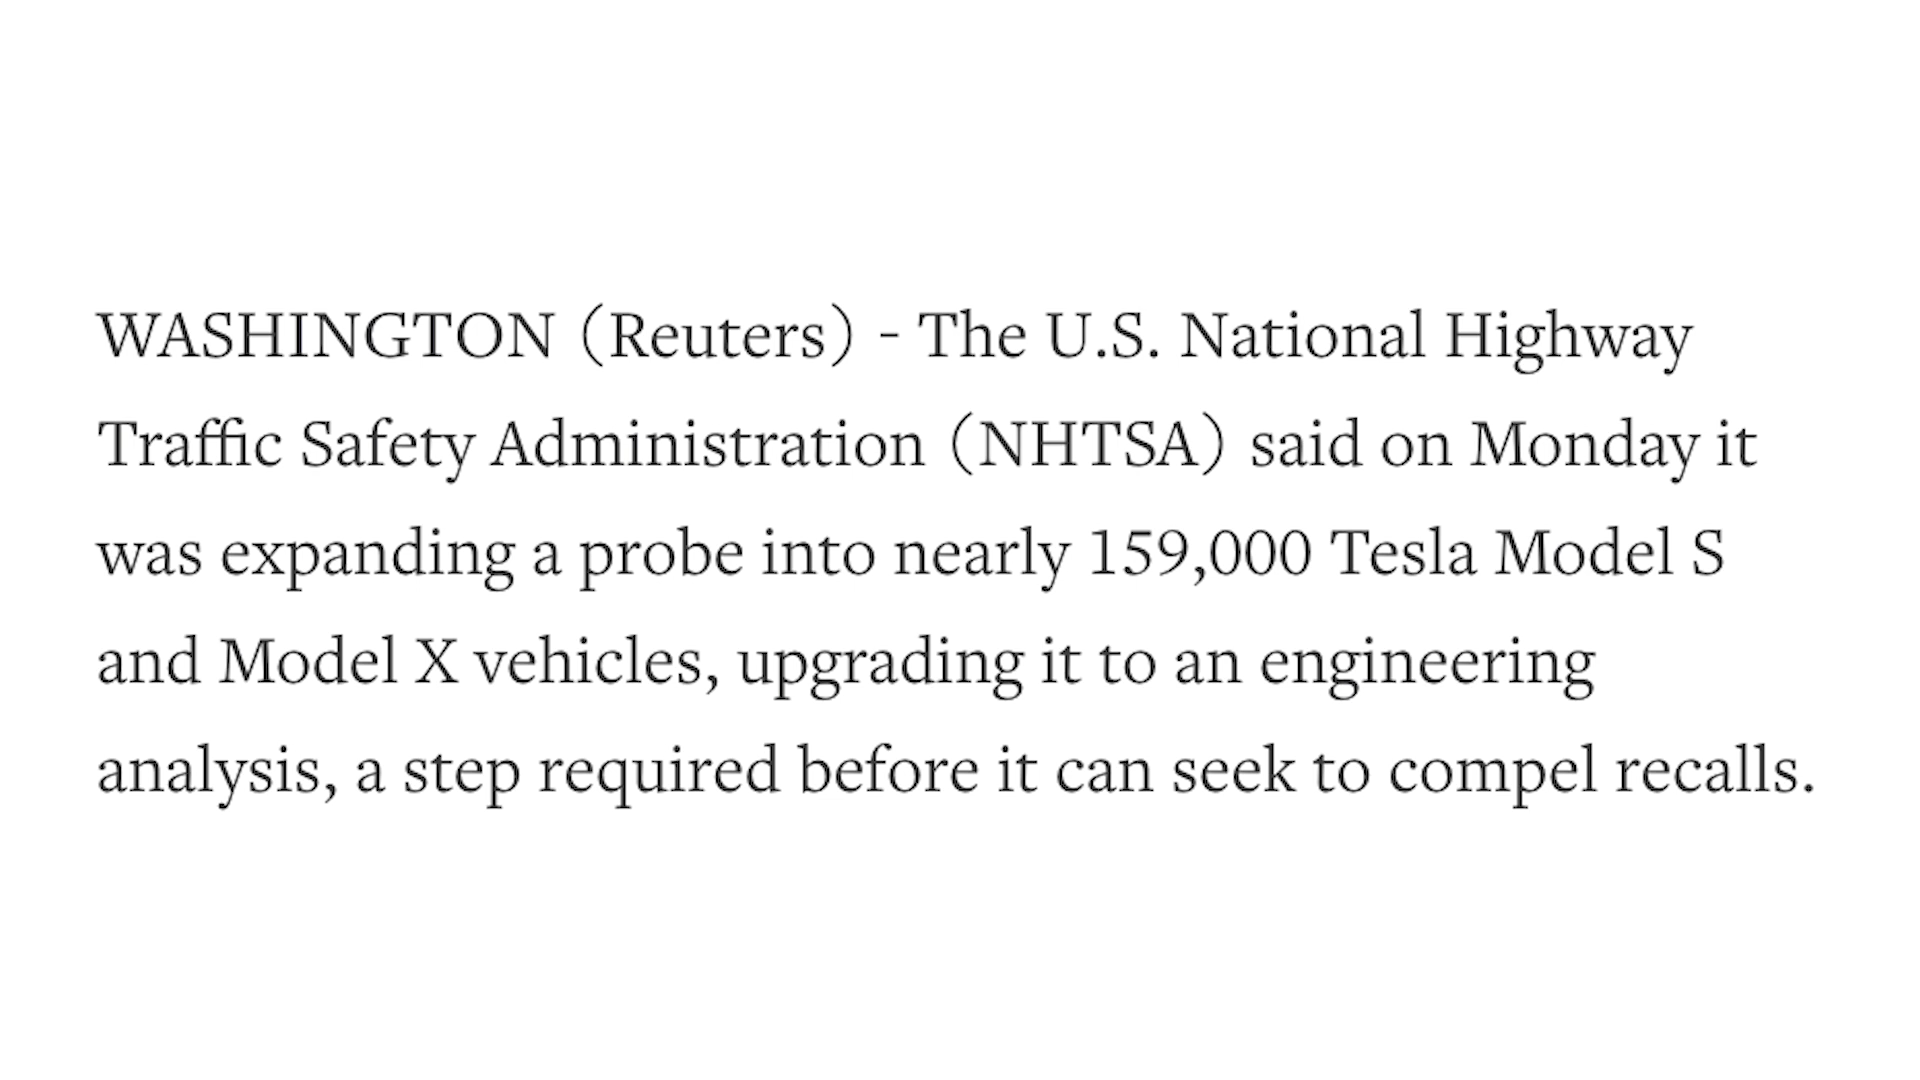 WASHINGTON (Reuters) - The U.S. National Highway
Traffic Safety Administration (NHTSA) said on Monday it
was expanding a probe into nearly 159,000 Tesla Model S
and Model X vehicles, upgrading it to an engineering
analysis, a step required before it can seek to compel recalls.